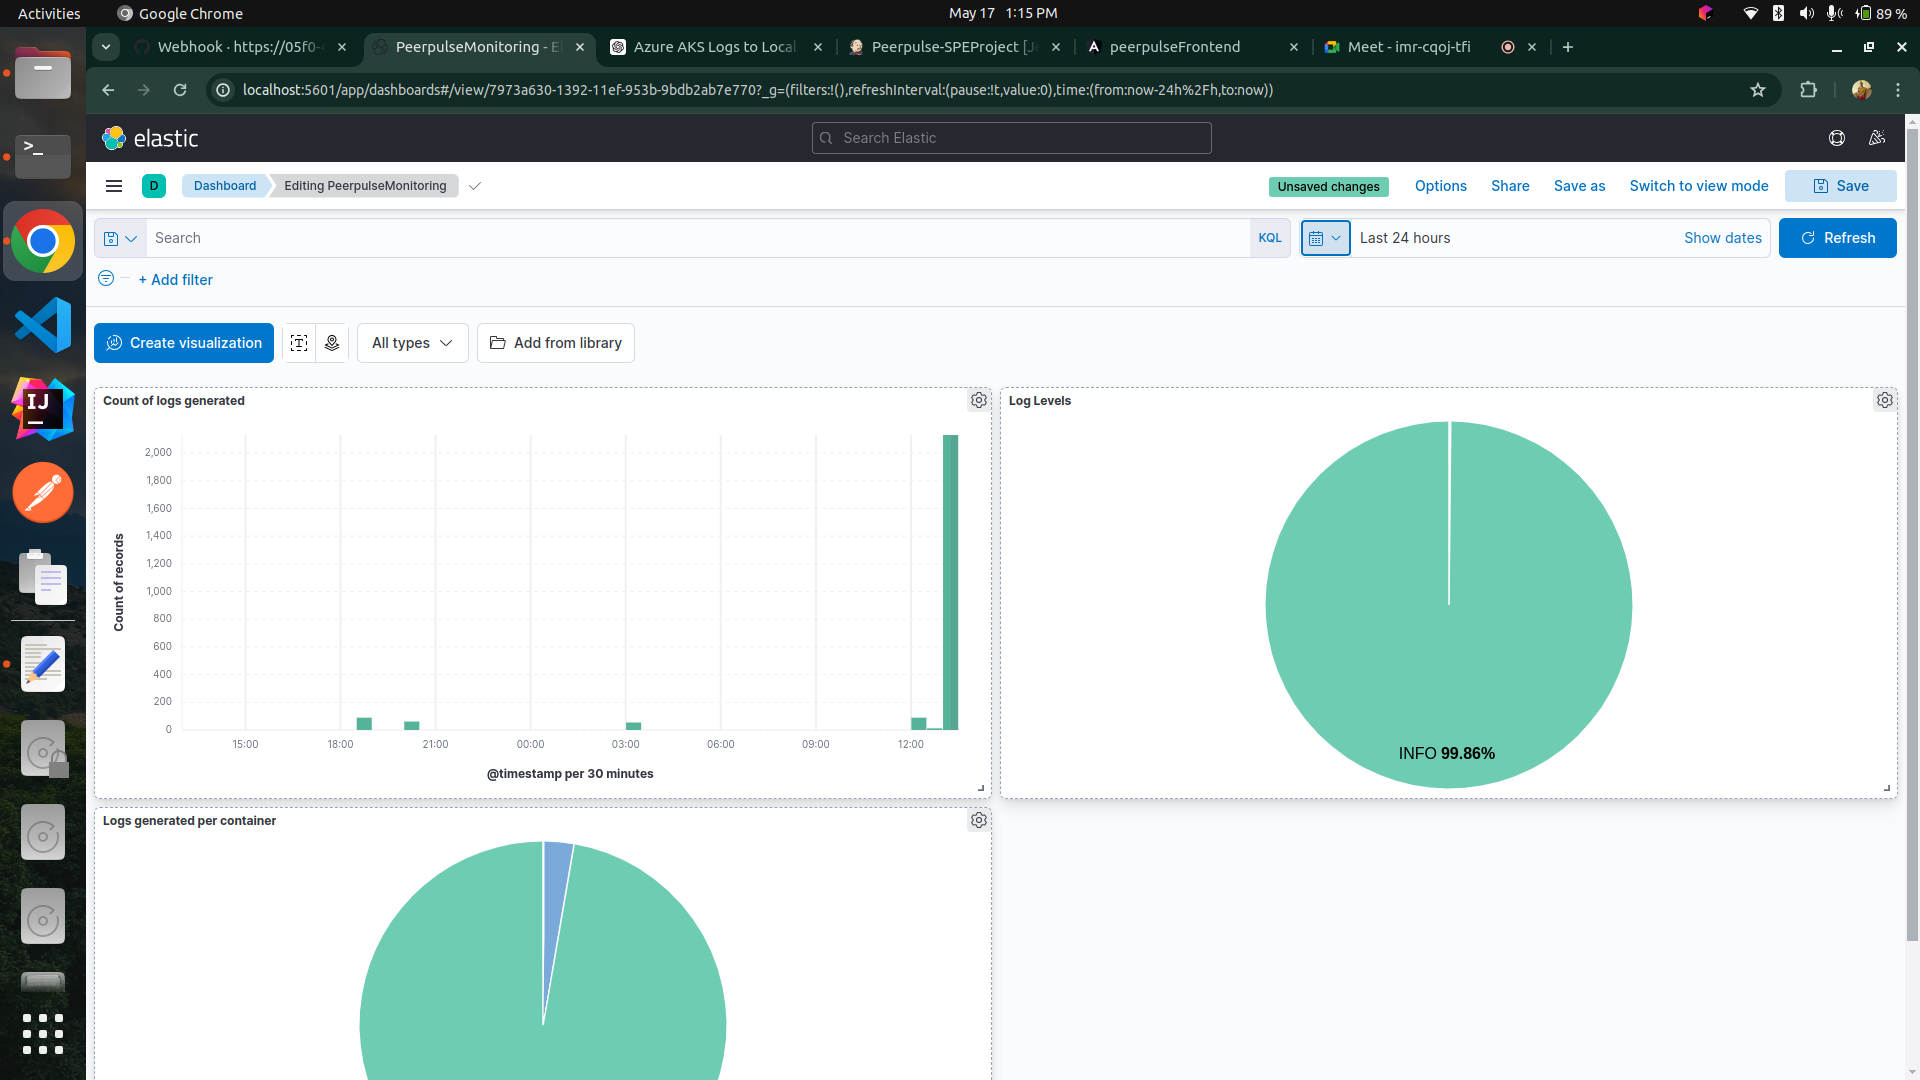 Activities
Google Chrome
May 17 1:15 PM
89 %
Webhook · https://05f0-
PeerpulseMonitoring - El
Azure AKS Logs to Local
Peerpulse-SPEProject [Je
peerpulseFrontend
Meet - imr-cqoj-tfi
localhost:5601/app/dashboards#/view/7973a630-1392-11ef-953b-9bdb2ab7e770?_g=(filters:!(),refreshInterval:(pause:!t,value:0),time:(from:now-24h%2Fh,to:now))
elastic
Search Elastic
D
Dashboard
Editing PeerpulseMonitoring
Unsaved changes
Options
Share
Save as
Switch to view mode
Save
Search
KQL
Last 24 hours
Show dates
Refresh
+ Add filter
Create visualization
All types
Add from library
Count of logs generated
2,000
1,800
1,600
1,400
1,200
1,000
800
600
400
200
0
Count of records
15:00 18:00 21:00 00:00 03:00 06:00 09:00 12:00
@timestamp per 30 minutes
Log Levels
INFO 99.86%
Logs generated per container
IJ